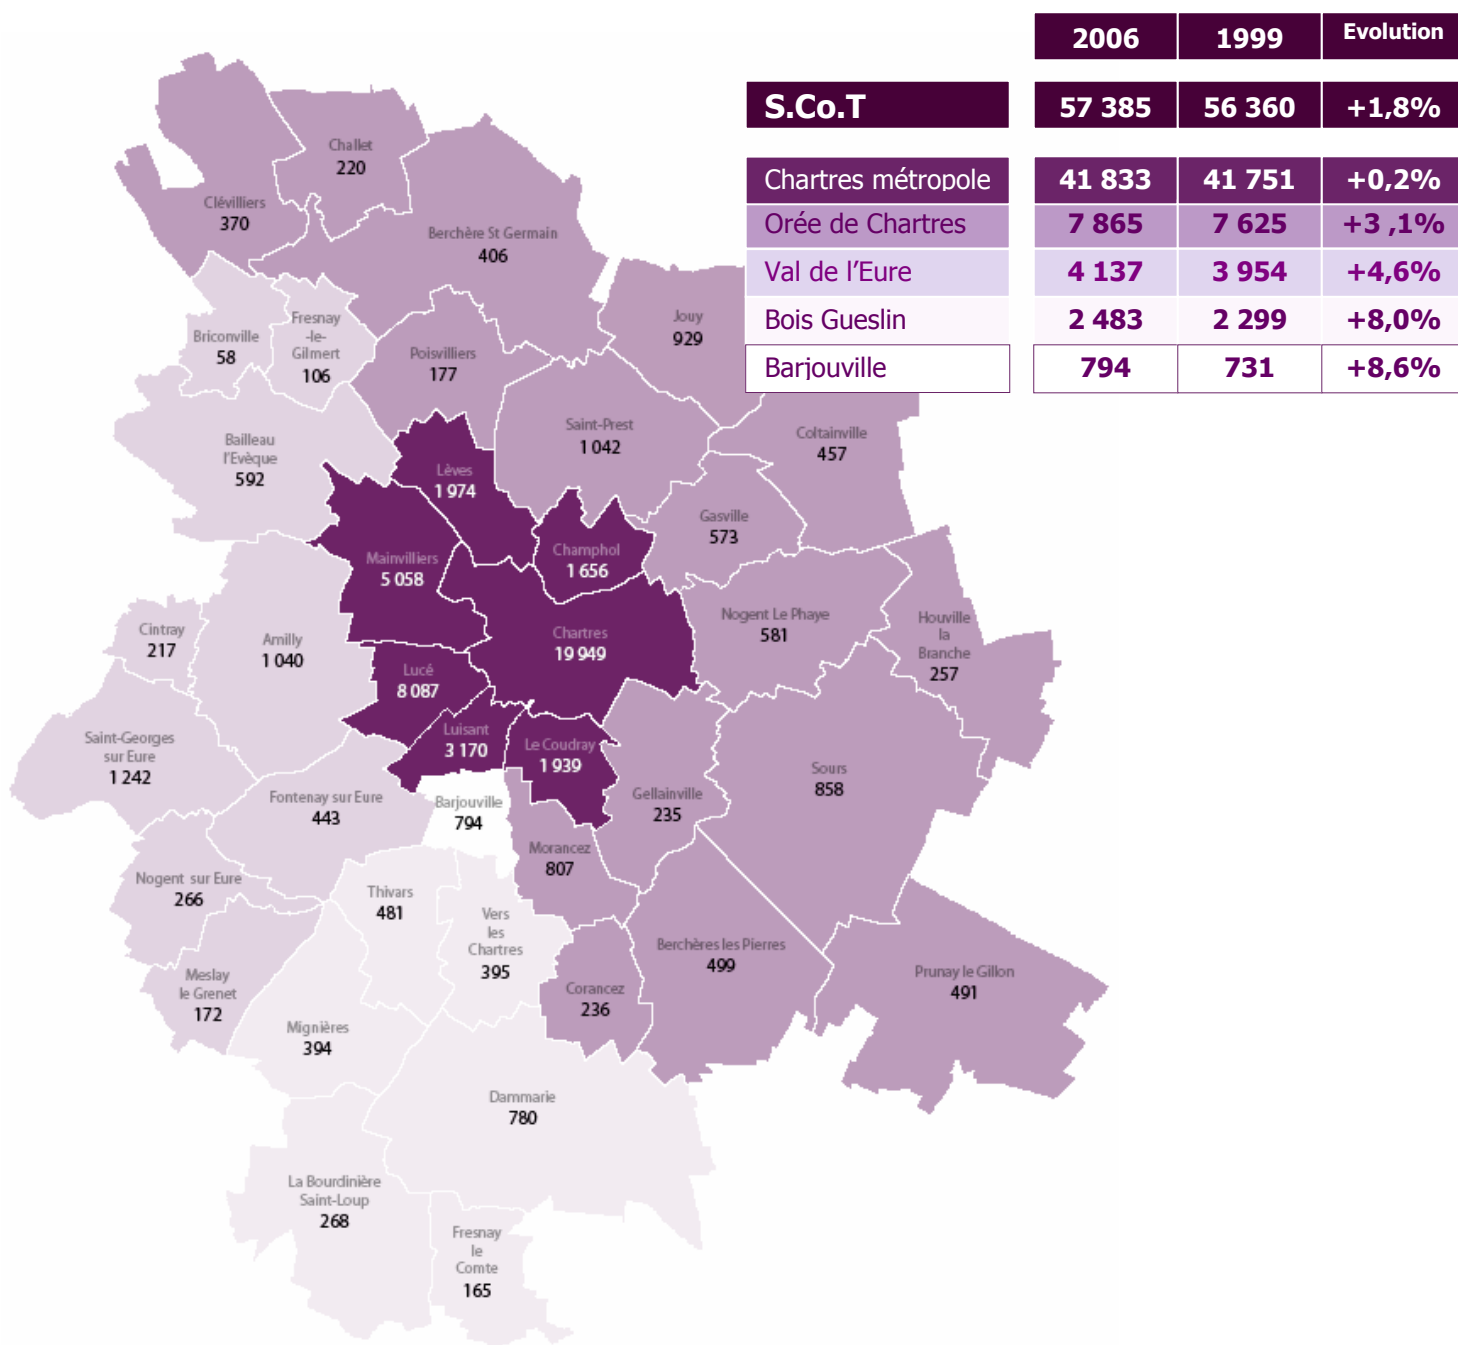 2006 1999 Evolution
S.Co.T 57 385 56 360 +1,8%
Chartres métropole 41 833 41 751 +0,2%
Orée de Chartres 7 865 7 625 +3 ,1%
Val de l’Eure 4 137 3 954 +4,6%
Bois Gueslin 2 483 2 299 +8,0%
Barjouville 794 731 +8,6%
Challet
220
Clévilliers
370
Berchère St Germain
406
Jouy
929
Briconville
58
Fresnay
-le-
Gilmert
106
Poisvilliers
177
Saint-Prest
1 042
Coltainville
457
Bailleau
l'Evèque
592
Lèves
1 974
Gasville
573
Mainvilliers
5 058
Champhol
1 656
Cintray
217
Amilly
1 040
Chartres
19 949
Nogent Le Phaye
581
Houville
la
Branche
257
Lucé
8 087
Luisant
3 170
Le Coudray
1 939
Saint-Georges
sur Eure
1 242
Fontenay sur Eure
443
Barjouville
794
Gellainville
235
Sours
858
Morancez
807
Nogent sur Eure
266
Thivars
481
Vers
les
Chartres
395
Berchères les Pierres
499
Prunay le Gillon
491
Meslay
le Grenet
172
Corancez
236
Mignières
394
Dammarie
780
La Bourdinière
Saint-Loup
268
Fresnay
le
Comte
165